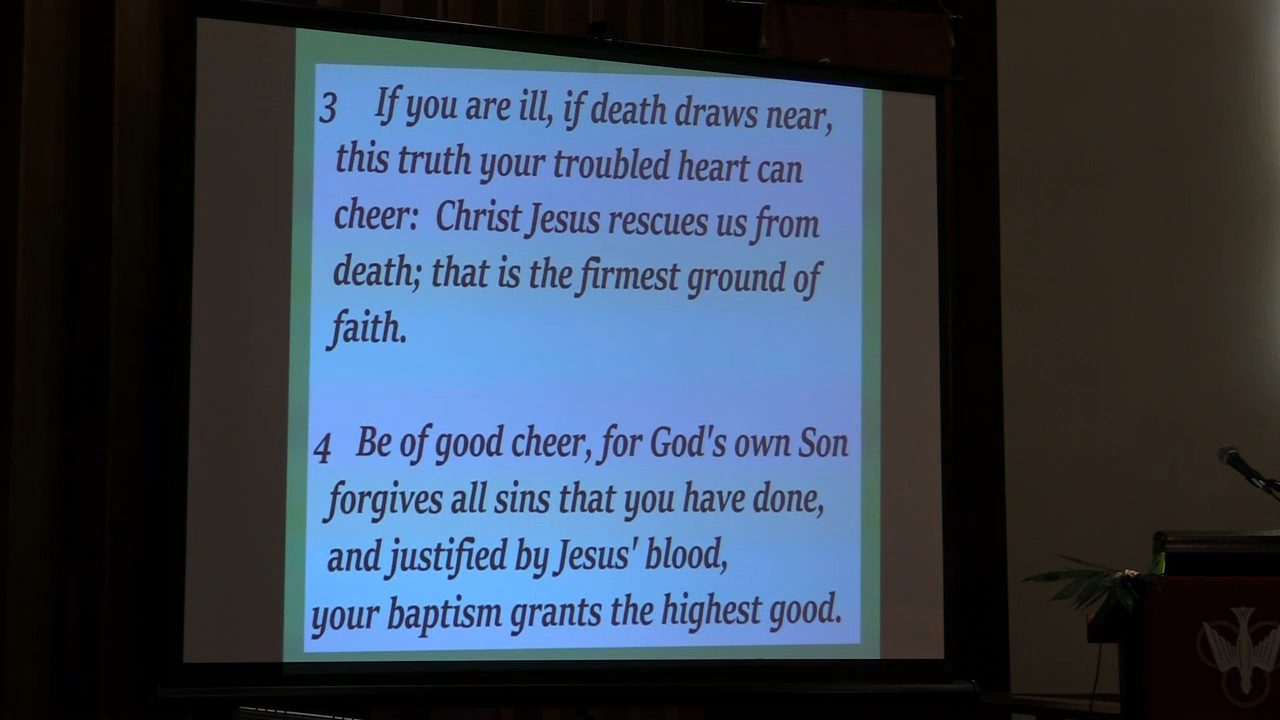 3 If you are ill, if death draws near,
this truth your troubled heart can
cheer: Christ Jesus rescues us from
death; that is the firmest ground of
faith.
4 Be of good cheer, for God's own Son
forgives all sins that you have done,
and justified by Jesus' blood,
your baptism grants the highest good.